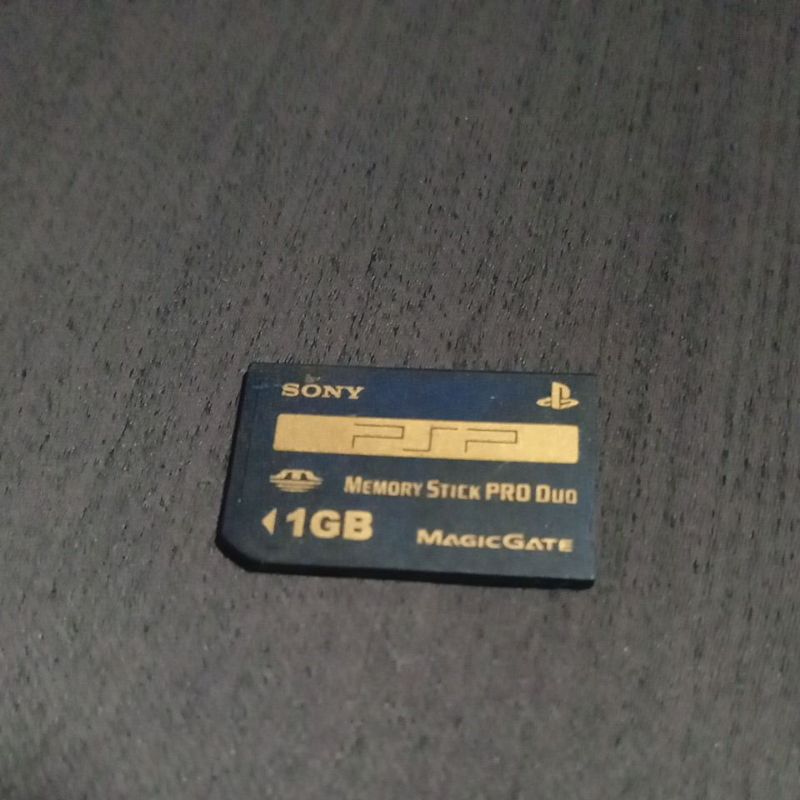 SONY
PSP
MEMORY STICK PRO DUO
1GB
MAGICGATE